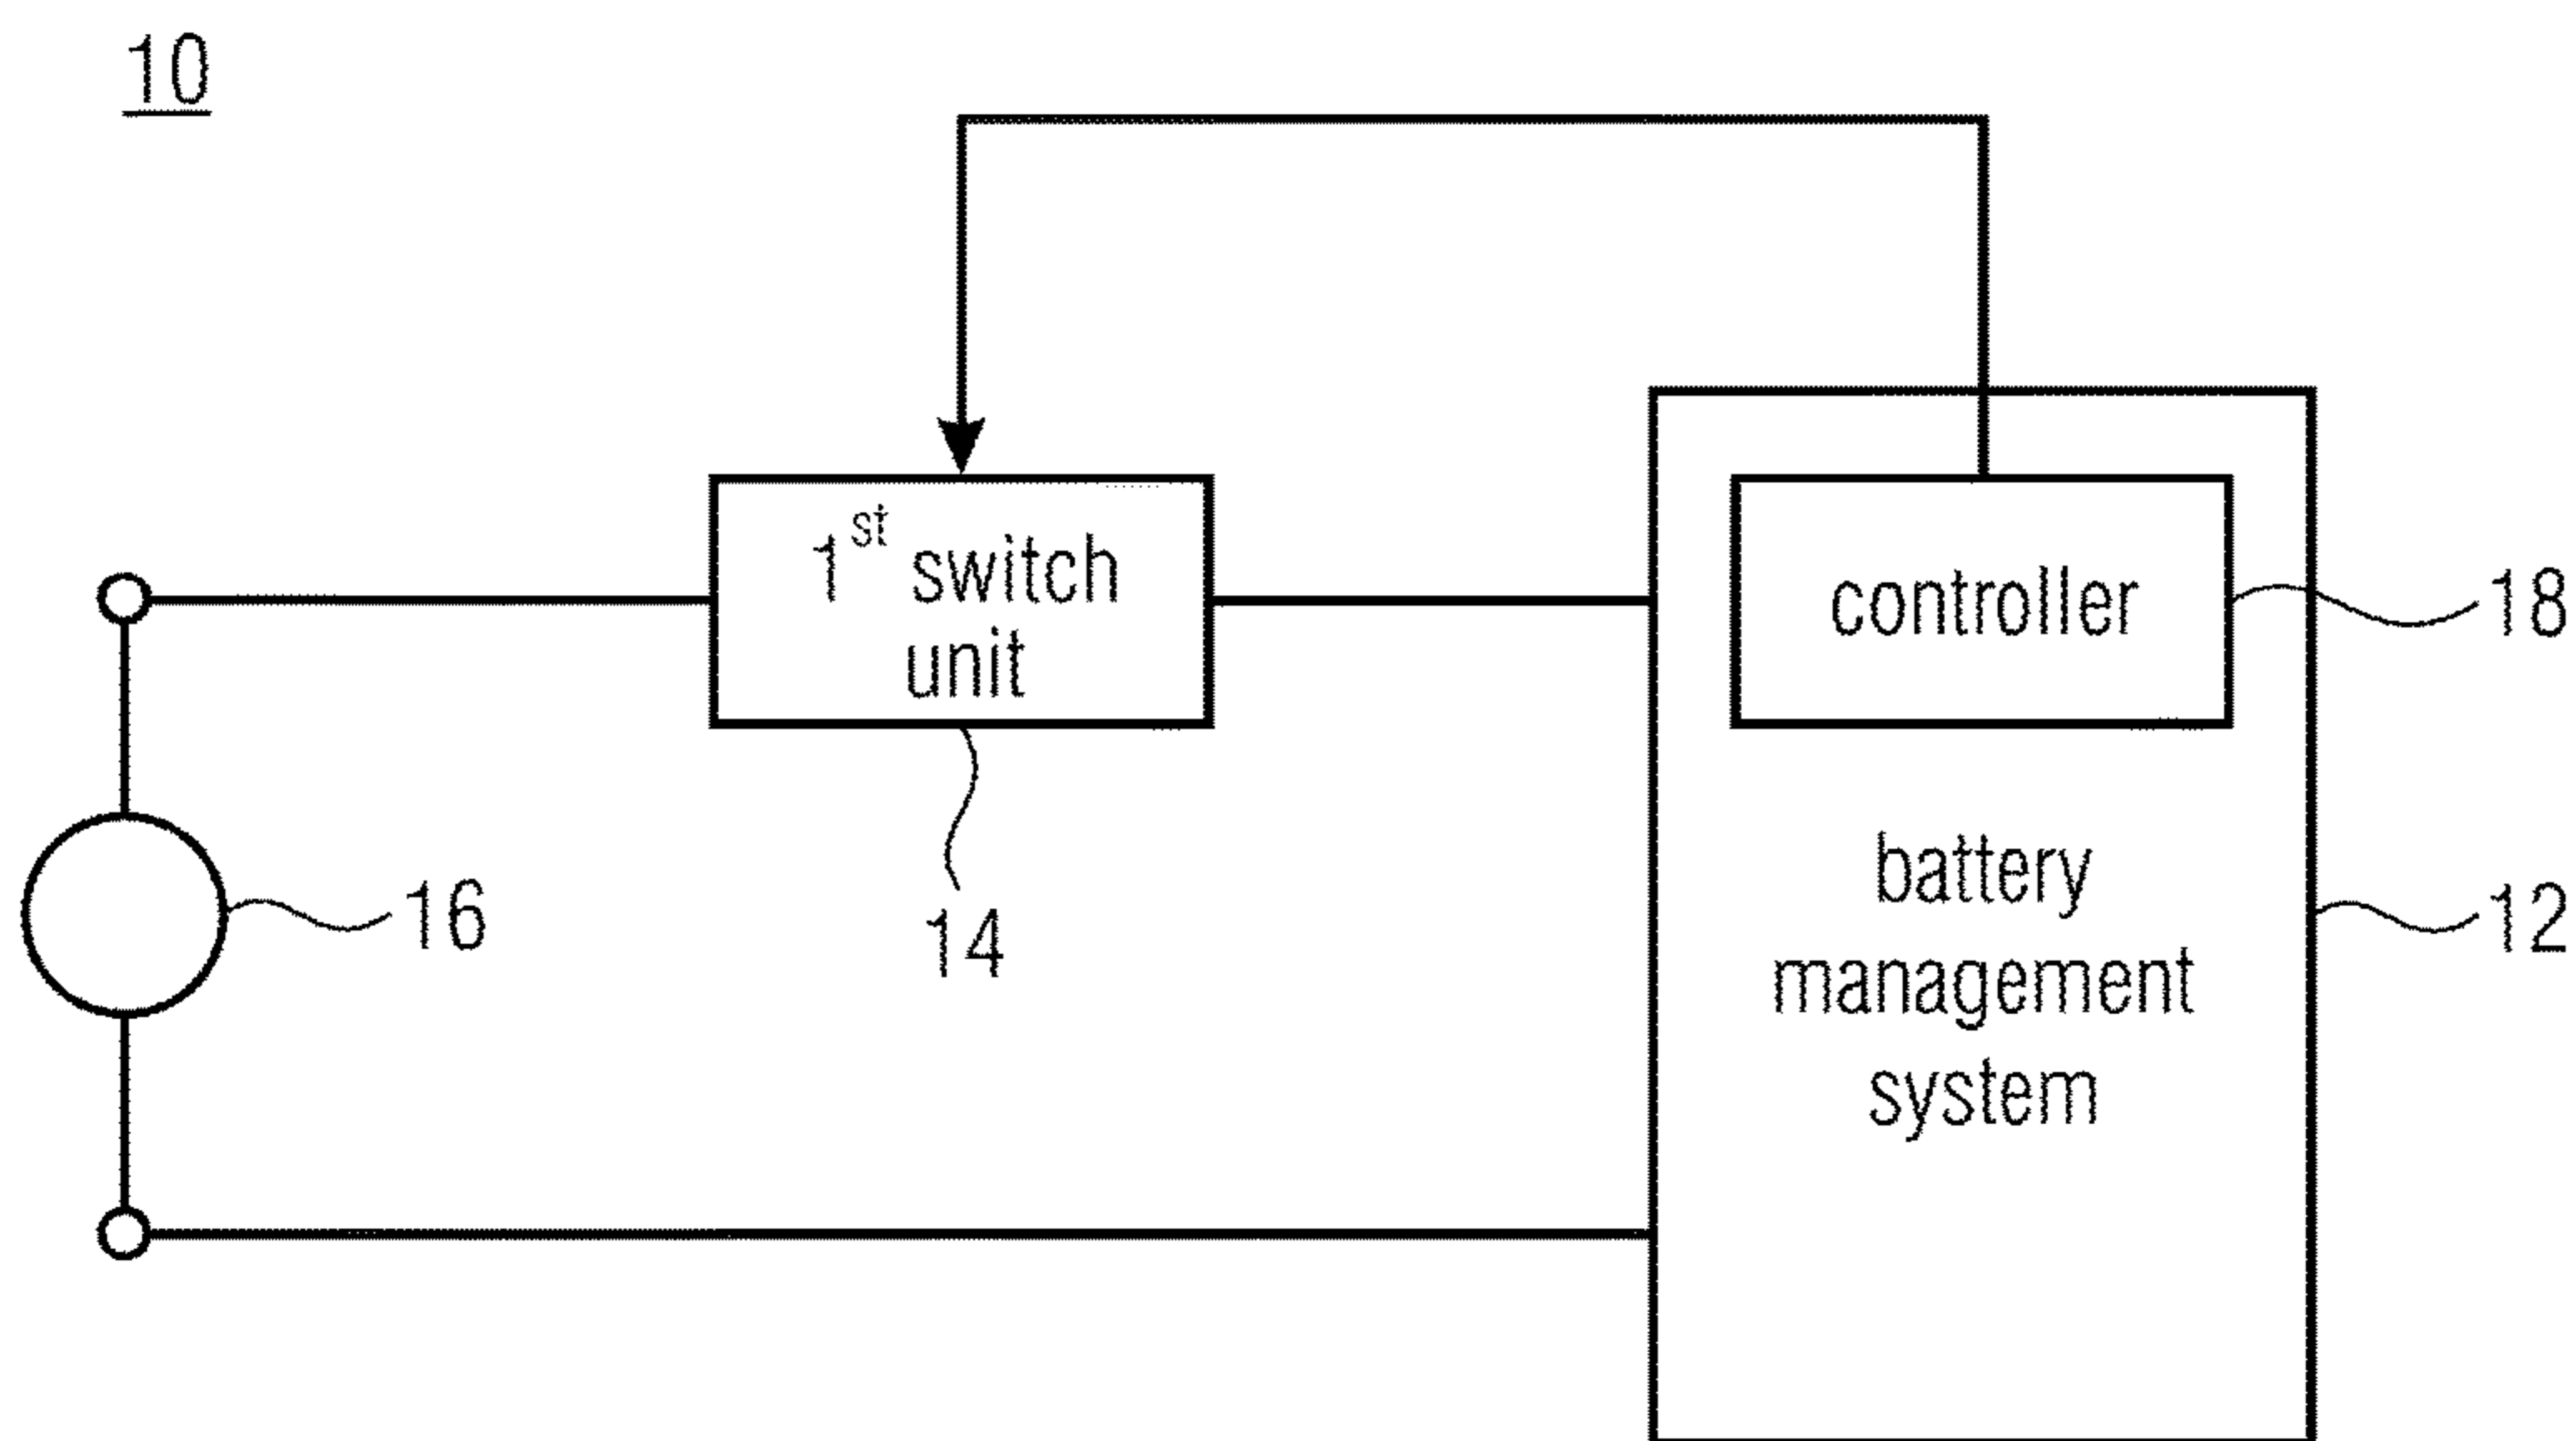 10
1st switch
unit
controller
18
16
14
battery
management
system
12